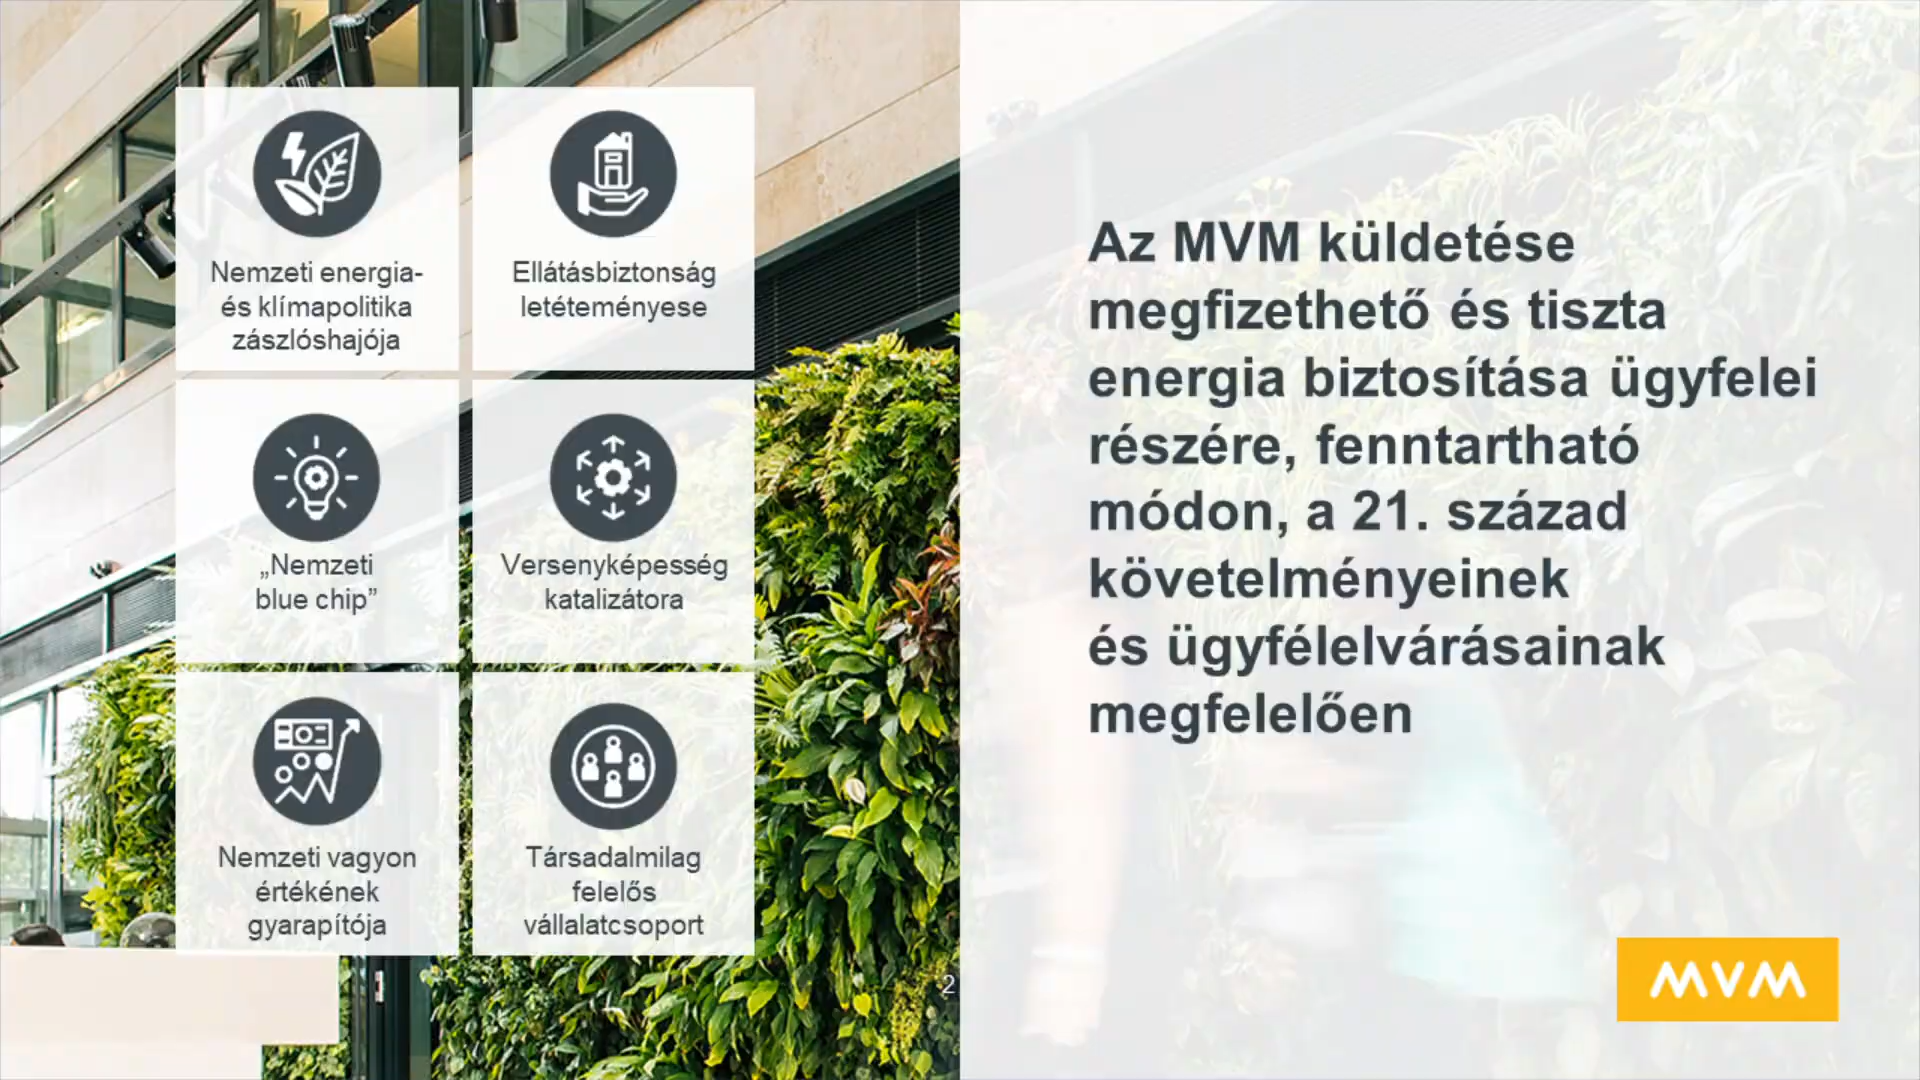 Nemzeti energia-
és klímapolitika
zászlóshajója
Ellátásbiztonság
letéteményese
„Nemzeti
blue chip”
Versenyképesség
katalizátora
Nemzeti vagyon
értékének
gyarapítója
Társadalmilag
felelős
vállalatcsoport
2
Az MVM küldetése
megfizethető és tiszta
energia biztosítása ügyfelei
részére, fenntartható
módon, a 21. század
követelményeinek
és ügyfélelvárásainak
megfelelően
MVM